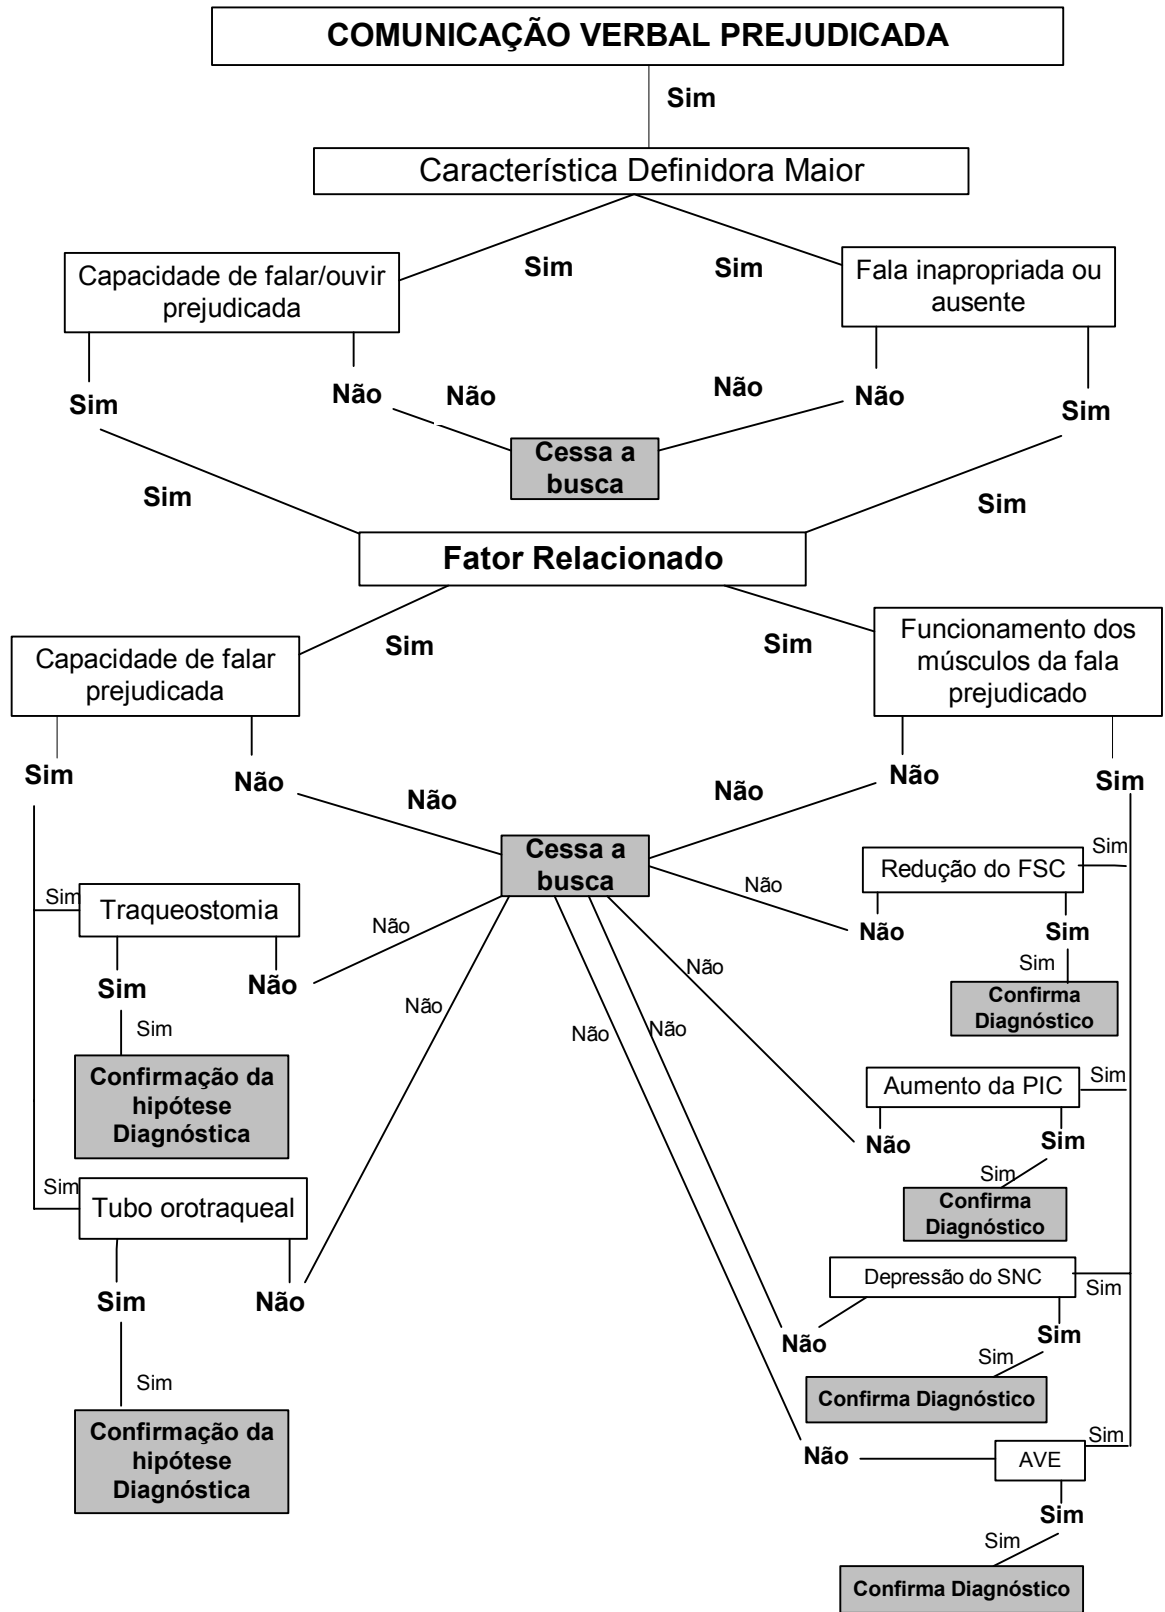 COMUNICAÇÃO VERBAL PREJUDICADA
Sim
Característica Definidora Maior
Sim
Sim
Capacidade de falar/ouvir
prejudicada
Fala inapropriada ou
ausente
Sim
Não
Não
Não
Não
Sim
Cessa a
busca
Sim
Sim
Fator Relacionado
Sim
Sim
Capacidade de falar
prejudicada
Funcionamento dos
músculos da fala
prejudicado
Sim
Não
Não
Não
Não
Sim
Cessa a
busca
Sim
Redução do FSC
Não
Não
Sim
Sim
Confirma
Diagnóstico
Sim
Traqueostomia
Não
Sim
Não
Sim
Confirmação da
hipótese
Diagnóstica
Não
Não
Não
Não
Sim
Aumento da PIC
Não
Sim
Sim
Confirma
Diagnóstico
Sim
Tubo orotraqueal
Sim
Não
Sim
Confirmação da
hipótese
Diagnóstica
Depressão do SNC
Sim
Não
Sim
Sim
Confirma Diagnóstico
Sim
Não
AVE
Sim
Sim
Confirma Diagnóstico